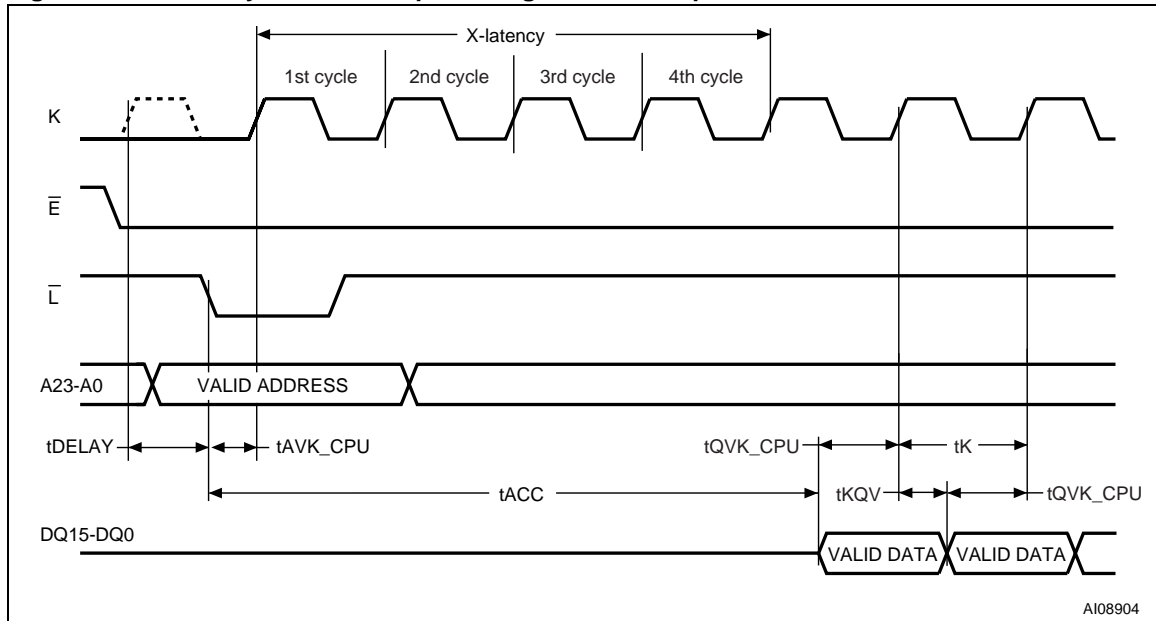 X-latency
1st cycle 2nd cycle 3rd cycle 4th cycle
K
E
L
A23-A0 VALID ADDRESS
tDELAY tAVK_CPU tQVK_CPU tK
tACC tKQV tQVK_CPU
DQ15-DQ0
VALID DATA VALID DATA
AI08904